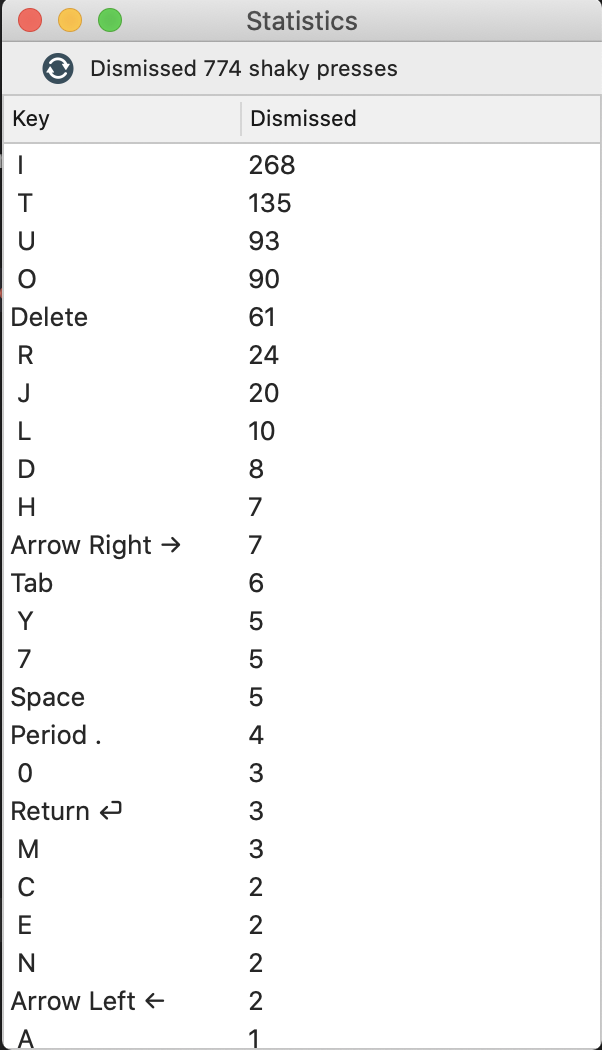 Statistics
Dismissed 774 shaky presses
Key Dismissed
I 268
T 135
U 93
O 90
Delete 61
R 24
J 20
L 10
D 8
H 7
Arrow Right → 7
Tab 6
Y 5
7 5
Space 5
Period . 4
0 3
Return ⏎ 3
M 3
C 2
E 2
N 2
Arrow Left ← 2
A 1